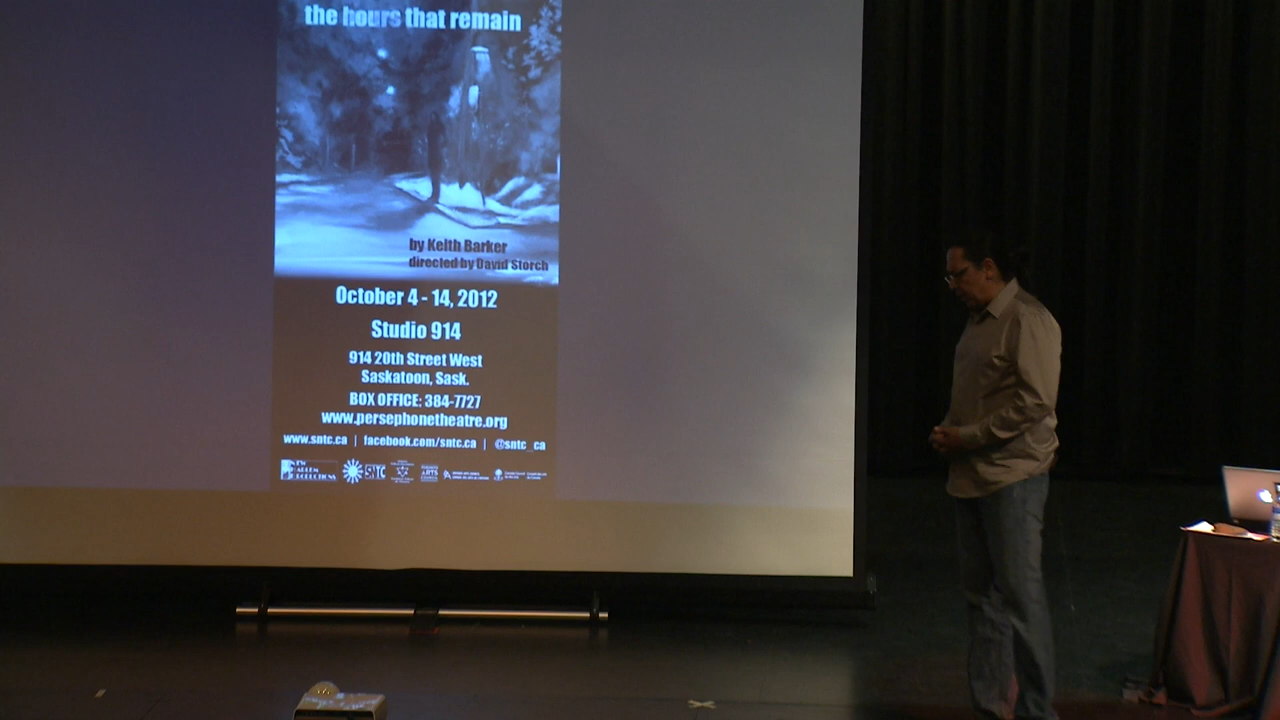 the hours that remain
by Keith Barker
directed by David Storch
October 4 - 14, 2012
Studio 914
914 20th Street West
Saskatoon, Sask.
BOX OFFICE: 384-7727
www.persephonetheatre.org
www.sntc.ca | facebook.com/sntc.ca | @sntc_ca
SNTC